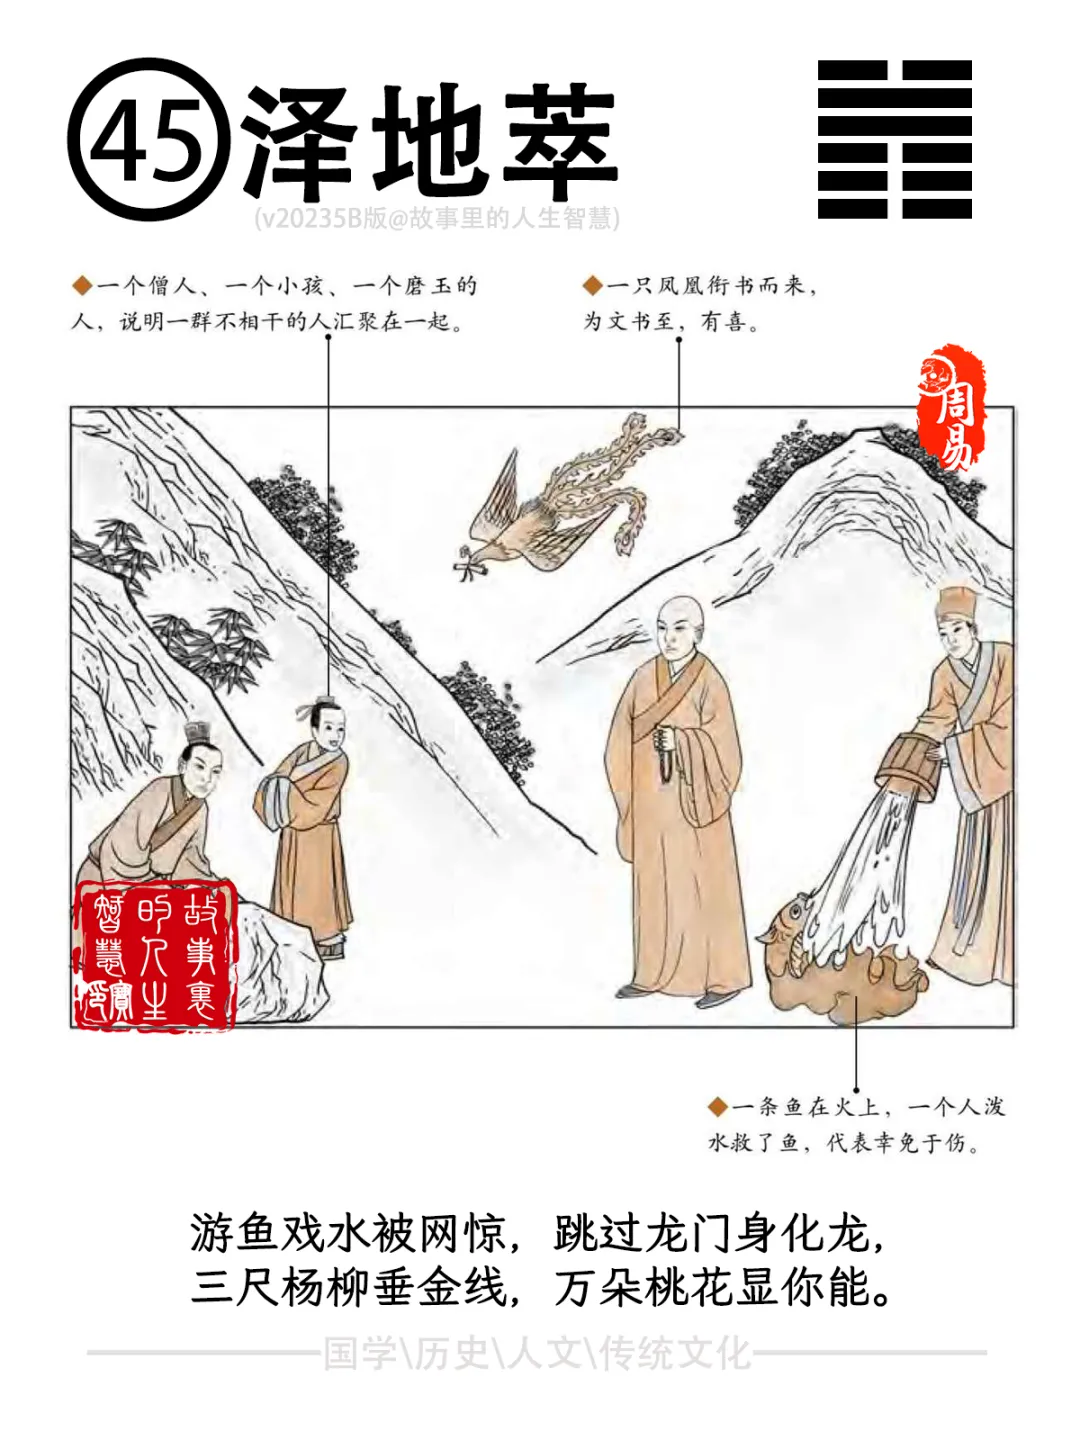 45 泽地萃
(v20235B版@故事里的人生智慧)
◆一个僧人、一个小孩、一个磨玉的
人，说明一群不相干的人汇聚在一起。
◆一只凤凰衔书而来，
为文书至，有喜。
周易
故事裏
的人生
智慧
寶印
◆一条鱼在火上，一个人泼
水救了鱼，代表幸免于伤。
游鱼戏水被网惊，跳过龙门身化龙，
三尺杨柳垂金线，万朵桃花显你能。
国学\历史\人文\传统文化